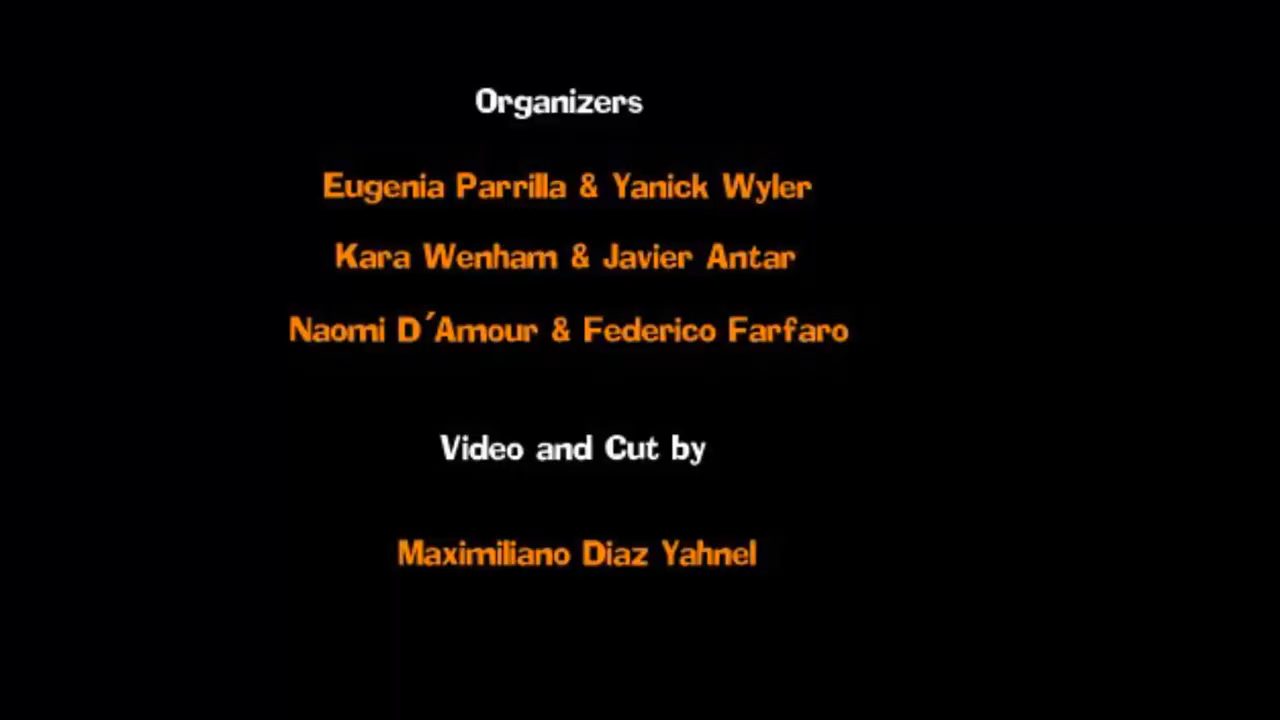 Organizers
Eugenia Parrilla & Yanick Wyler
Kara Wenham & Javier Antar
Naomi D´Amour & Federico Farfaro
Video and Cut by
Maximiliano Diaz Yahnel